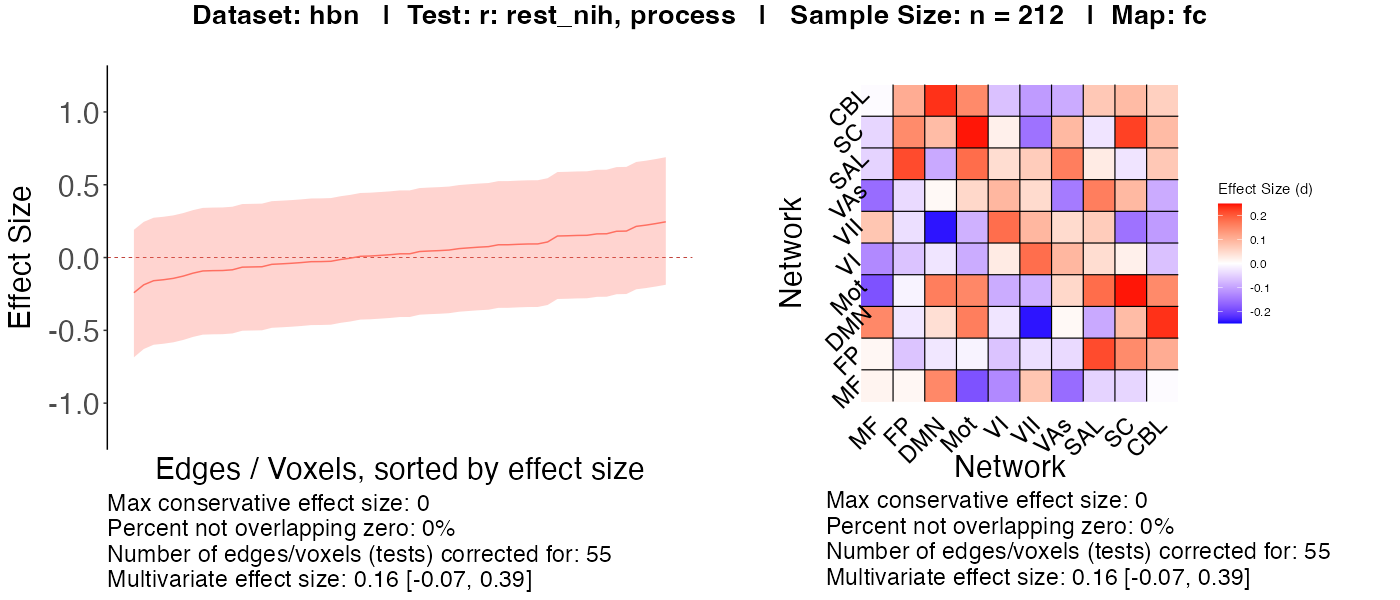 Dataset: hbn | Test: r: rest_nih, process | Sample Size: n = 212 | Map: fc
Effect Size
1.0
0.5
0.0
-0.5
-1.0
Edges / Voxels, sorted by effect size
Max conservative effect size: 0
Percent not overlapping zero: 0%
Number of edges/voxels (tests) corrected for: 55
Multivariate effect size: 0.16 [-0.07, 0.39]
Network
CBL
SC
SAL
VAs
VII
VI
Mot
DMN
FP
MF
MF
FP
DMN
Mot
VI
VII
VAs
SAL
SC
CBL
Network
Effect Size (d)
0.2
0.1
0.0
-0.1
-0.2
Max conservative effect size: 0
Percent not overlapping zero: 0%
Number of edges/voxels (tests) corrected for: 55
Multivariate effect size: 0.16 [-0.07, 0.39]